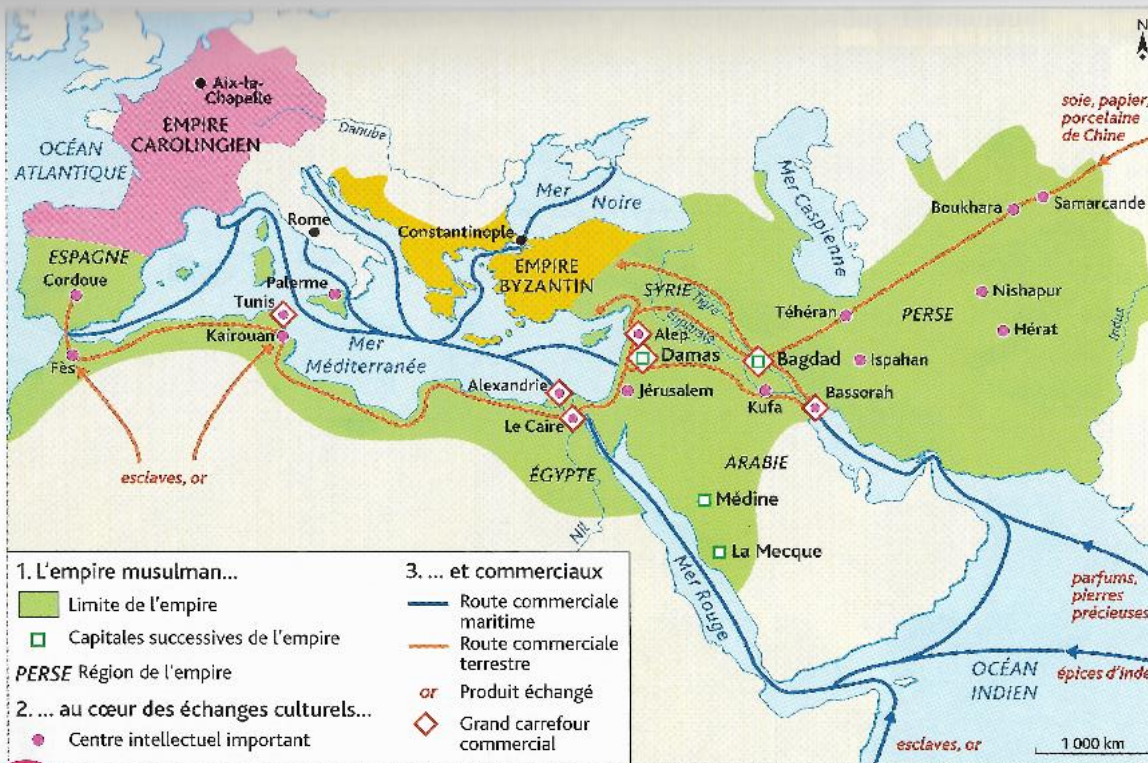 N
Aix-la-
Chapelle
EMPIRE
CAROLINGIEN
OCÉAN
ATLANTIQUE
Danube
Mer
Noire
Mer Caspienne
soie, papier,
porcelaine
de Chine
Boukhara
Samarcande
Rome
Constantinople
EMPIRE
BYZANTIN
ESPAGNE
Cordoue
Palerme
Tunis
Kairouan
Fès
Mer
Méditerranée
SYRIE
Tigre
Euphrate
Alep
Damas
Téhéran
PERSE
Nishapur
Hérat
Indus
Bagdad
Ispahan
Alexandrie
Jérusalem
Kufa
Bassorah
Le Caire
esclaves, or
ÉGYPTE
Nil
ARABIE
Médine
La Mecque
Mer Rouge
parfums,
pierres
précieuses
OCÉAN
INDIEN
épices d'Inde
esclaves, or
1 000 km
1. L'empire musulman...
Limite de l'empire
Capitales successives de l'empire
PERSE Région de l'empire
2. ... au cœur des échanges culturels...
Centre intellectuel important
3. ... et commerciaux
Route commerciale
maritime
Route commerciale
terrestre
or Produit échangé
Grand carrefour
commercial